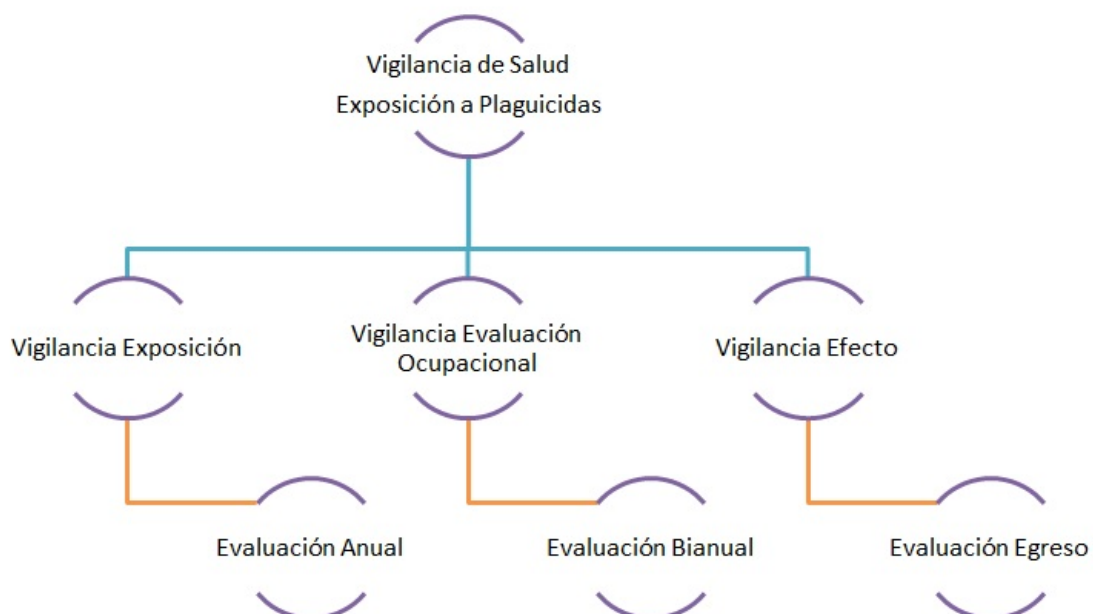 Vigilancia de Salud
Exposición a Plaguicidas
Vigilancia Exposición
Vigilancia Evaluación
Ocupacional
Vigilancia Efecto
Evaluación Anual
Evaluación Bianual
Evaluación Egreso